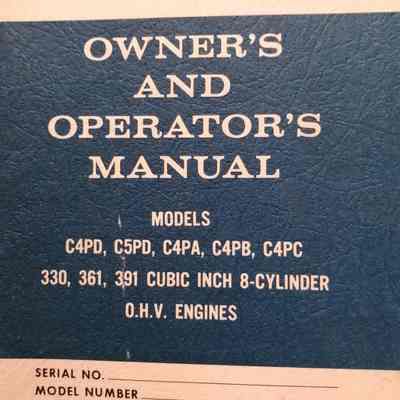 OWNER'S
AND
OPERATOR'S
MANUAL
MODELS
C4PD, C5PD, C4PA, C4PB, C4PC
330, 361, 391 CUBIC INCH 8-CYLINDER
O.H.V. ENGINES
SERIAL NO.
MODEL NUMBER